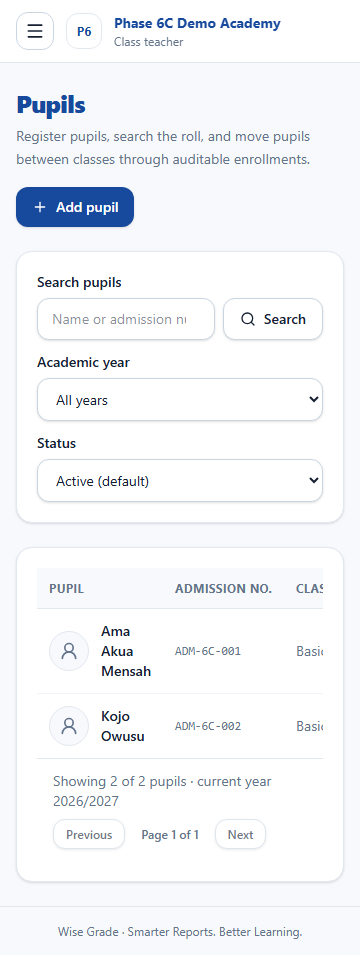 P6
Phase 6C Demo Academy
Class teacher
Pupils
Register pupils, search the roll, and move pupils
between classes through auditable enrollments.
+ Add pupil
Search pupils
Name or admission nu
Search
Academic year
All years
Status
Active (default)
PUPIL ADMISSION NO. CLAS
Ama
Akua
Mensah
ADM-6C-001 Basic
Kojo
Owusu
ADM-6C-002 Basic
Showing 2 of 2 pupils · current year
2026/2027
Previous Page 1 of 1 Next
Wise Grade · Smarter Reports. Better Learning.